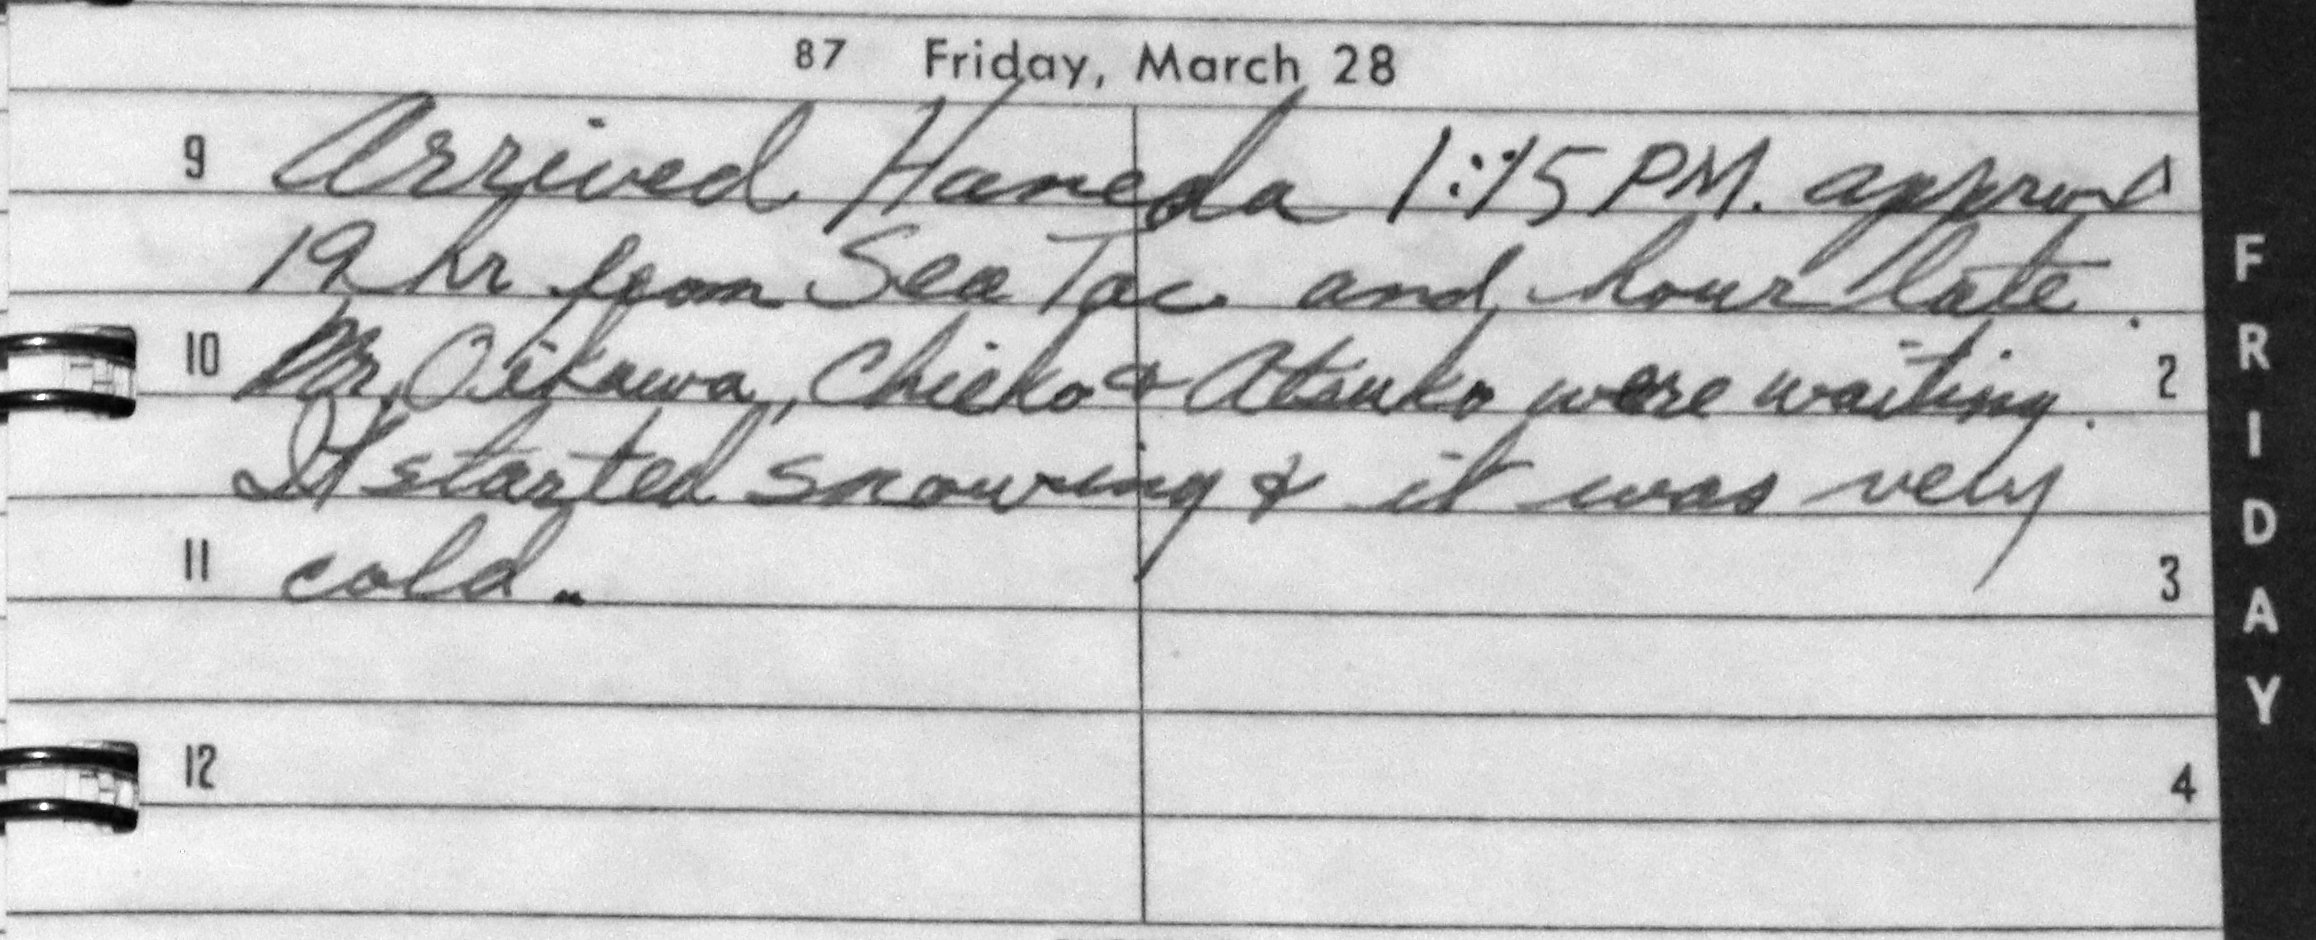 87 Friday, March 28
9 Arrived Haneda 1:15 PM. approx 1
19 hr from Sea Tac and hour late.
10 Mr. Oikawa, Chieko & Atsuko were waiting. 2
It started snowing & it was very
11 cold. 3
12 4
FRIDAY